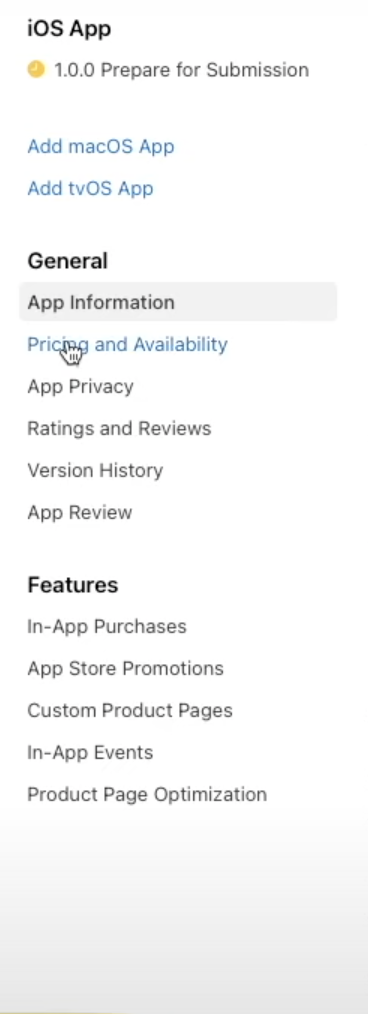 iOS App
1.0.0 Prepare for Submission
Add macOS App
Add tvOS App
General
App Information
Pricing and Availability
App Privacy
Ratings and Reviews
Version History
App Review
Features
In-App Purchases
App Store Promotions
Custom Product Pages
In-App Events
Product Page Optimization